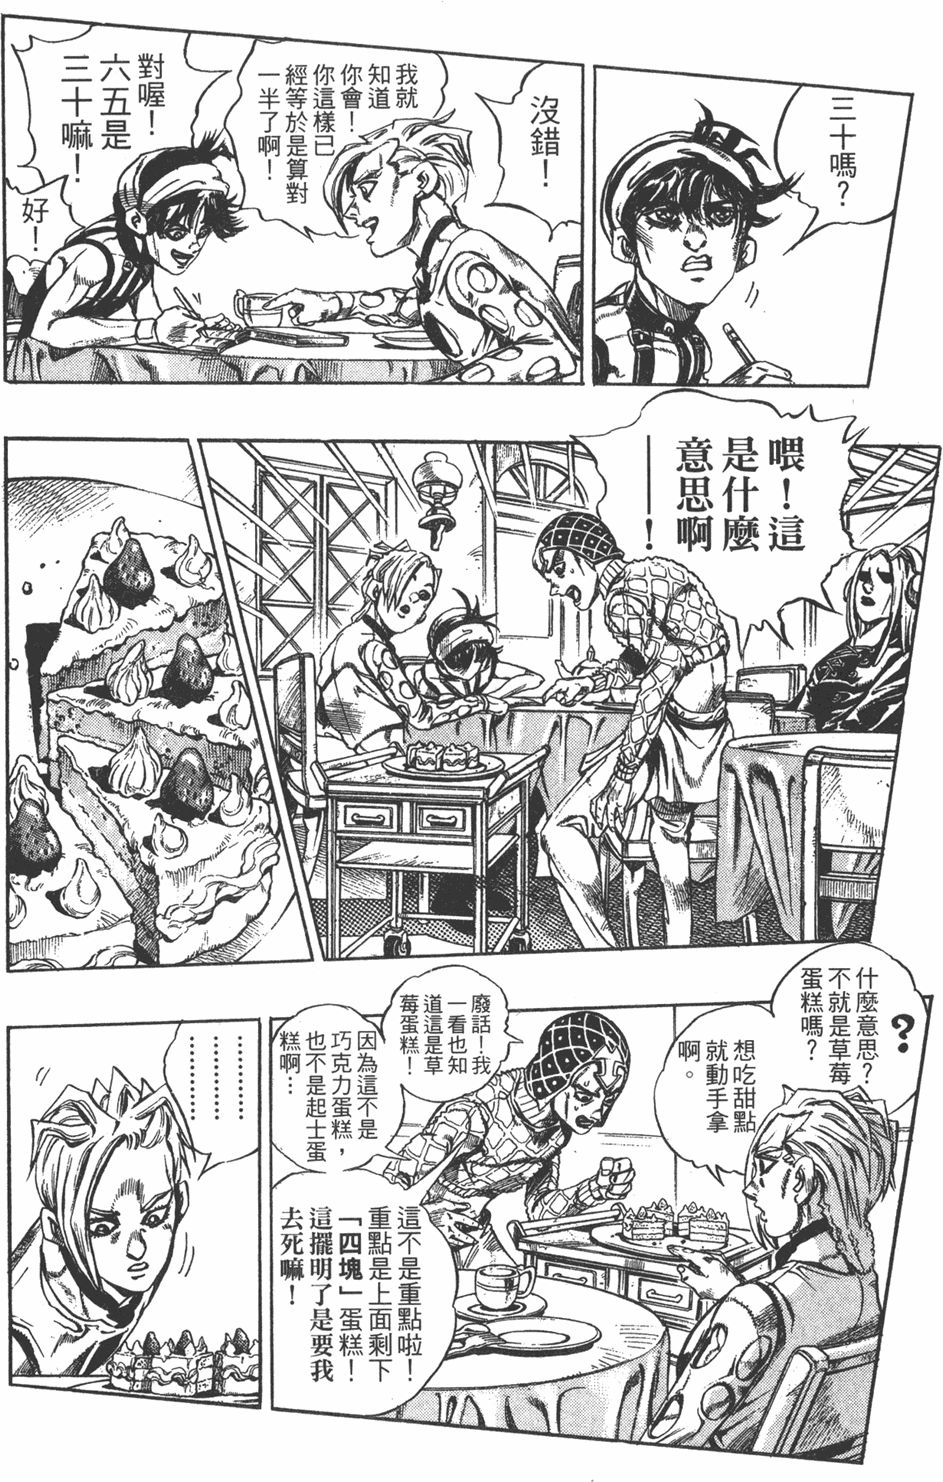 三十嗎？
沒錯！
我就
知道
你會！
你這樣已
經等於是算對
一半了啊！
對喔！
六五是
三十嘛！
好！
喂！這
是什麼
意思啊
——！
什麼意思？
不就是草莓
蛋糕嗎？
？
想吃甜點
就動手拿
啊。
廢話！我
一看也知
道這是草
莓蛋糕！
因為這不是
巧克力蛋糕，
也不是起士蛋
糕啊…
這不是重點啦！
重點是上面剩下
「四塊」蛋糕！
這擺明了是要我
去死嘛！
………
………